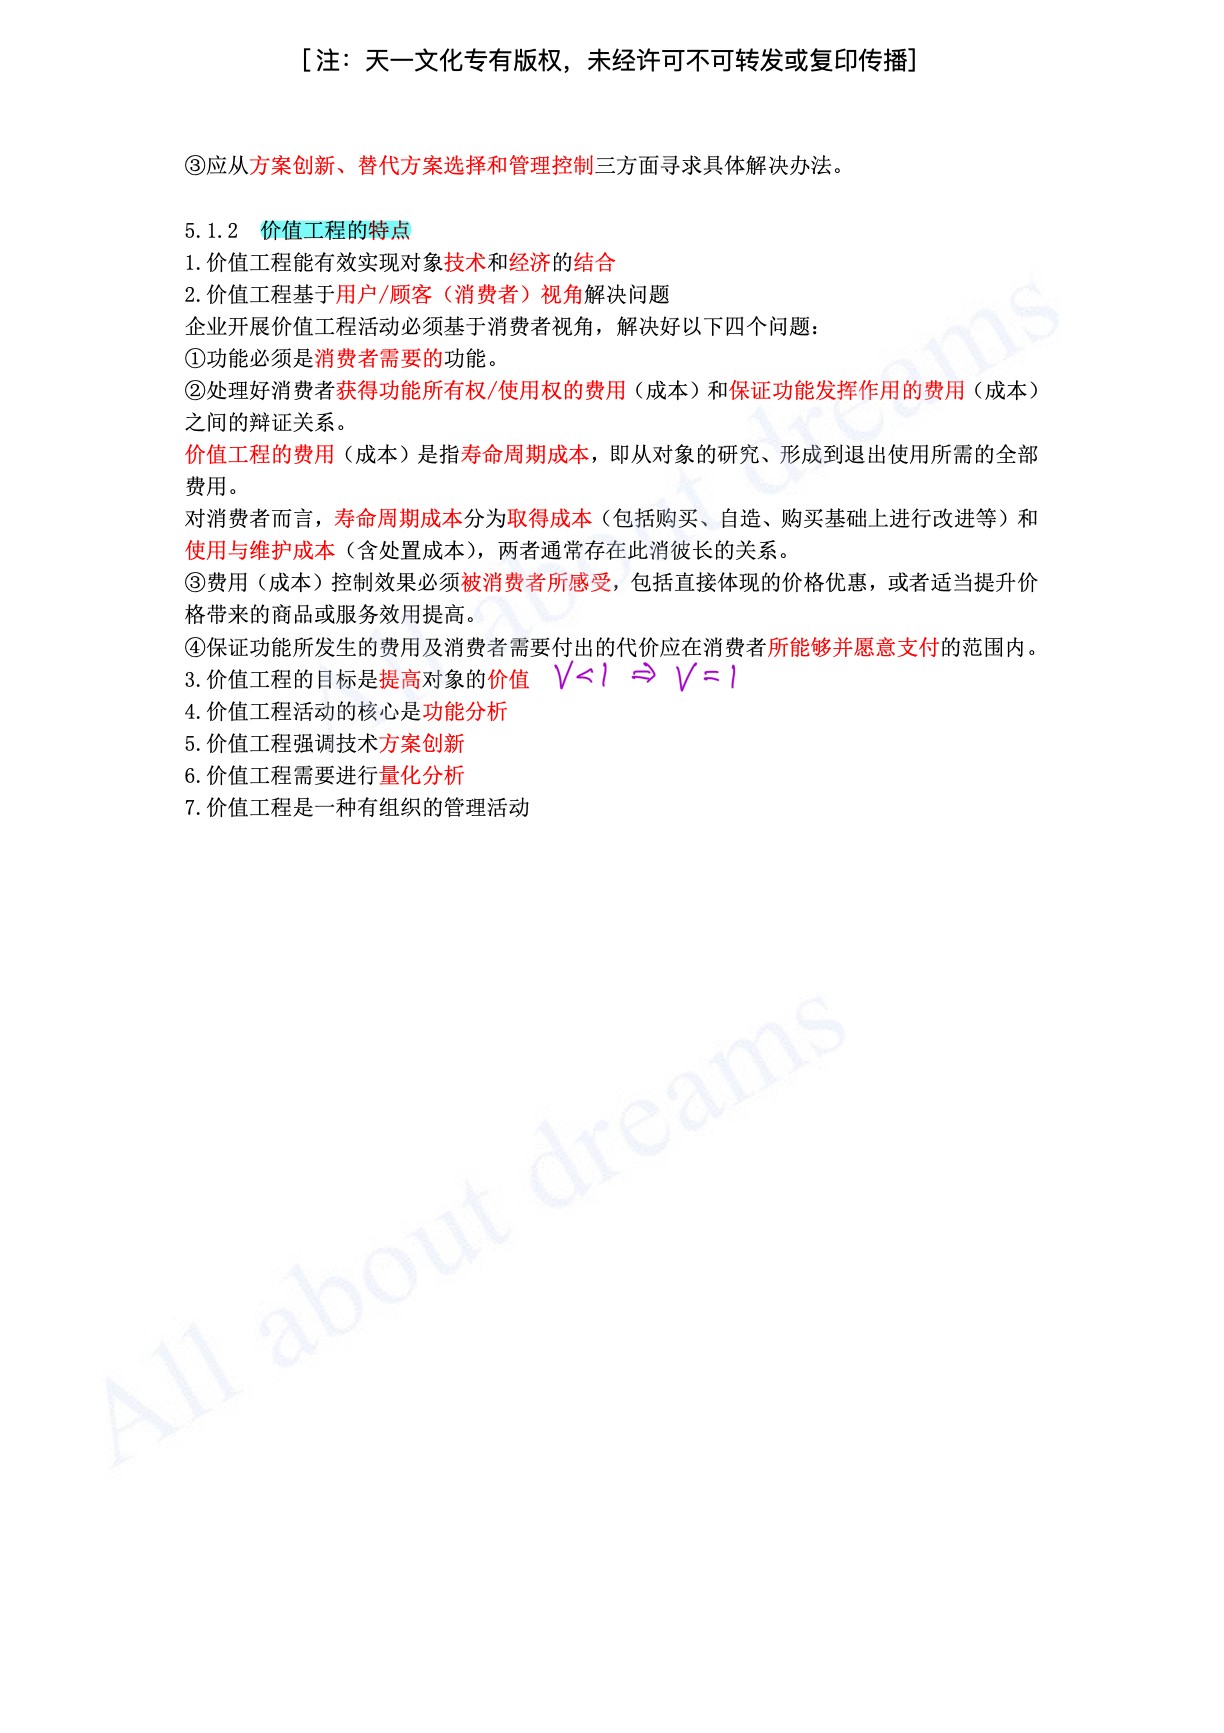 [注：天一文化专有版权，未经许可不可转发或复印传播]
③应从方案创新、替代方案选择和管理控制三方面寻求具体解决办法。
5.1.2 价值工程的特点
1.价值工程能有效实现对象技术和经济的结合
2.价值工程基于用户/顾客（消费者）视角解决问题
企业开展价值工程活动必须基于消费者视角，解决好以下四个问题：
①功能必须是消费者需要的功能。
②处理好消费者获得功能所有权/使用权的费用（成本）和保证功能发挥作用的费用（成本）
之间的辩证关系。
价值工程的费用（成本）是指寿命周期成本，即从对象的研究、形成到退出使用所需的全部
费用。
对消费者而言，寿命周期成本分为取得成本（包括购买、自造、购买基础上进行改进等）和
使用与维护成本（含处置成本），两者通常存在此消彼长的关系。
③费用（成本）控制效果必须被消费者所感受，包括直接体现的价格优惠，或者适当提升价
格带来的商品或服务效用提高。
④保证功能所发生的费用及消费者需要付出的代价应在消费者所能够并愿意支付的范围内。
3.价值工程的目标是提高对象的价值 V<1 ⇒ V=1
4.价值工程活动的核心是功能分析
5.价值工程强调技术方案创新
6.价值工程需要进行量化分析
7.价值工程是一种有组织的管理活动
All about dreams
All about dreams